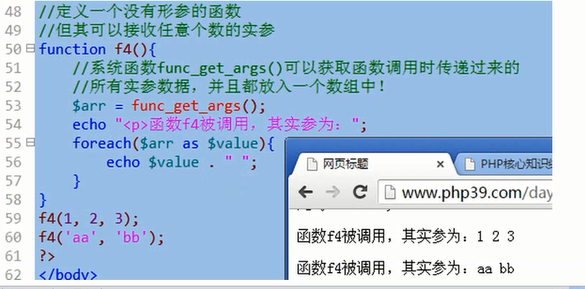 48 //定义一个没有形参的函数
49 //但其可以接收任意个数的实参
50 function f4(){
51 //系统函数func_get_args()可以获取函数调用时传递过来的
52 //所有实参数据，并且都放入一个数组中！
53 $arr = func_get_args();
54 echo "<p>函数f4被调用，其实参为：";
55 foreach($arr as $value){
56 echo $value . " ";
57 }
58 }
59 f4(1, 2, 3);
60 f4('aa', 'bb');
61 ?>
62 </body>
网页标题 × PHP核心知识
www.php39.com/day
函数f4被调用，其实参为：1 2 3
函数f4被调用，其实参为：aa bb